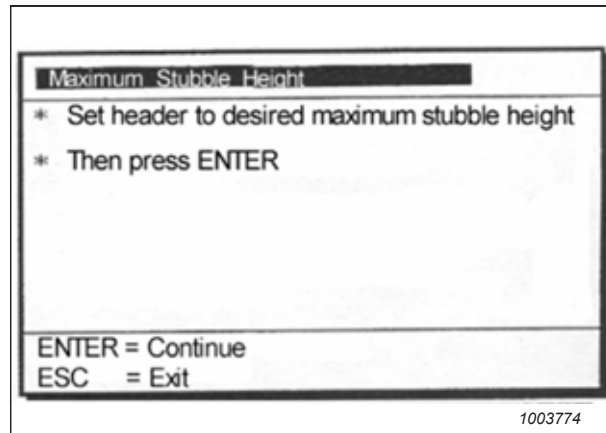 Maximum Stubble Height
* Set header to desired maximum stubble height
* Then press ENTER
ENTER = Continue
ESC = Exit
1003774